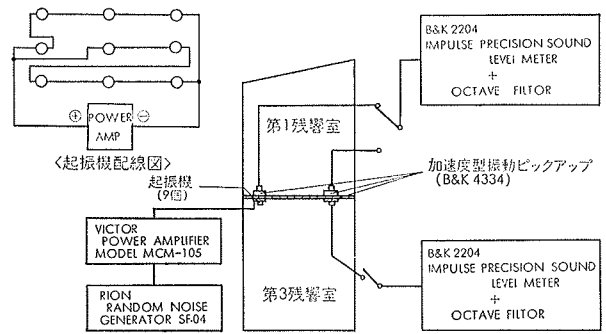 ⊕ POWER ⊖
AMP
<起振機配線図>
起振機
(9個)
VICTOR
POWER AMPLIFIER
MODEL MCM-105
RION
RANDOM NOISE
GENERATOR SF-04
第1残響室
第3残響室
B&K 2204
IMPULSE PRECISION SOUND
LEVEL METER
+
OCTAVE FILTOR
加速度型振動ピックアップ
(B&K 4334)
B&K 2204
IMPULSE PRECISION SOUND
LEVEL METER
+
OCTAVE FILTOR